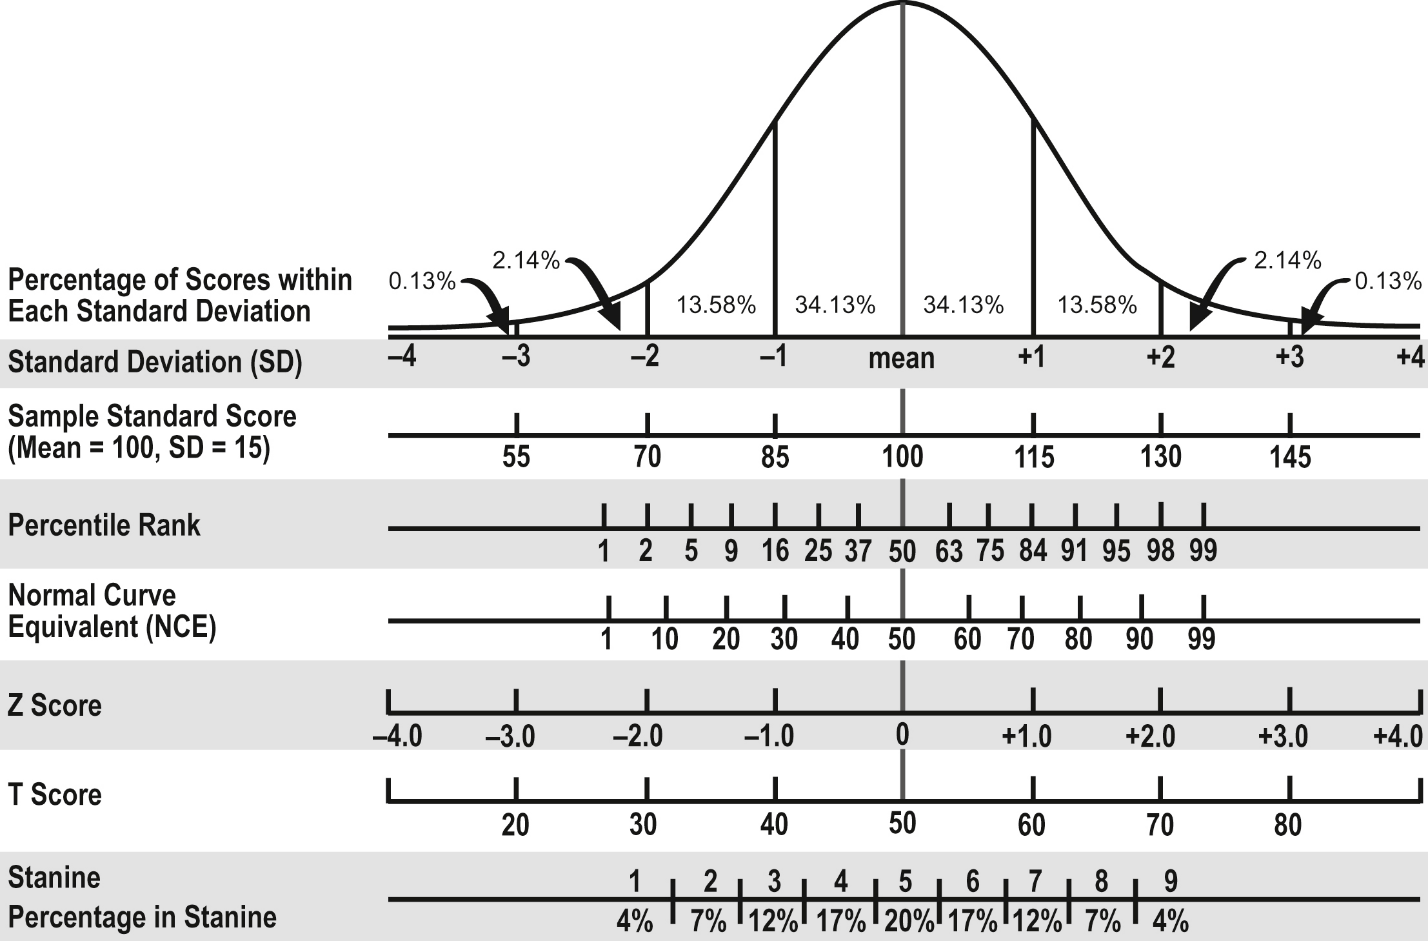 2.14% 2.14%
0.13% 0.13%
Percentage of Scores within
Each Standard Deviation
13.58% 34.13% 34.13% 13.58%
Standard Deviation (SD) –4 –3 –2 –1 mean +1 +2 +3 +4
Sample Standard Score
(Mean = 100, SD = 15)
55 70 85 100 115 130 145
Percentile Rank
1 2 5 9 16 25 37 50 63 75 84 91 95 98 99
Normal Curve
Equivalent (NCE)
1 10 20 30 40 50 60 70 80 90 99
Z Score
–4.0 –3.0 –2.0 –1.0 0 +1.0 +2.0 +3.0 +4.0
T Score
20 30 40 50 60 70 80
Stanine 1 2 3 4 5 6 7 8 9
Percentage in Stanine 4% 7% 12% 17% 20% 17% 12% 7% 4%